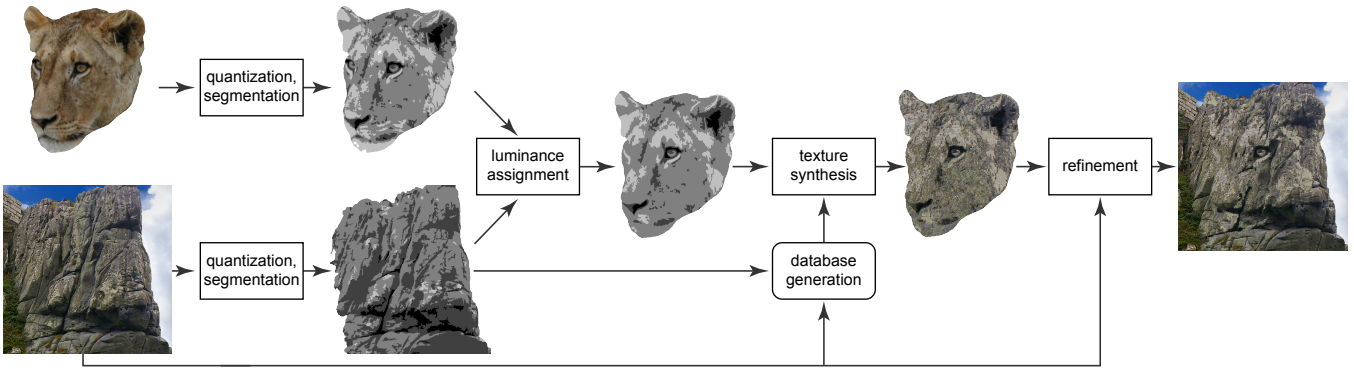 quantization,
segmentation
luminance
assignment
texture
synthesis
refinement
quantization,
segmentation
database
generation